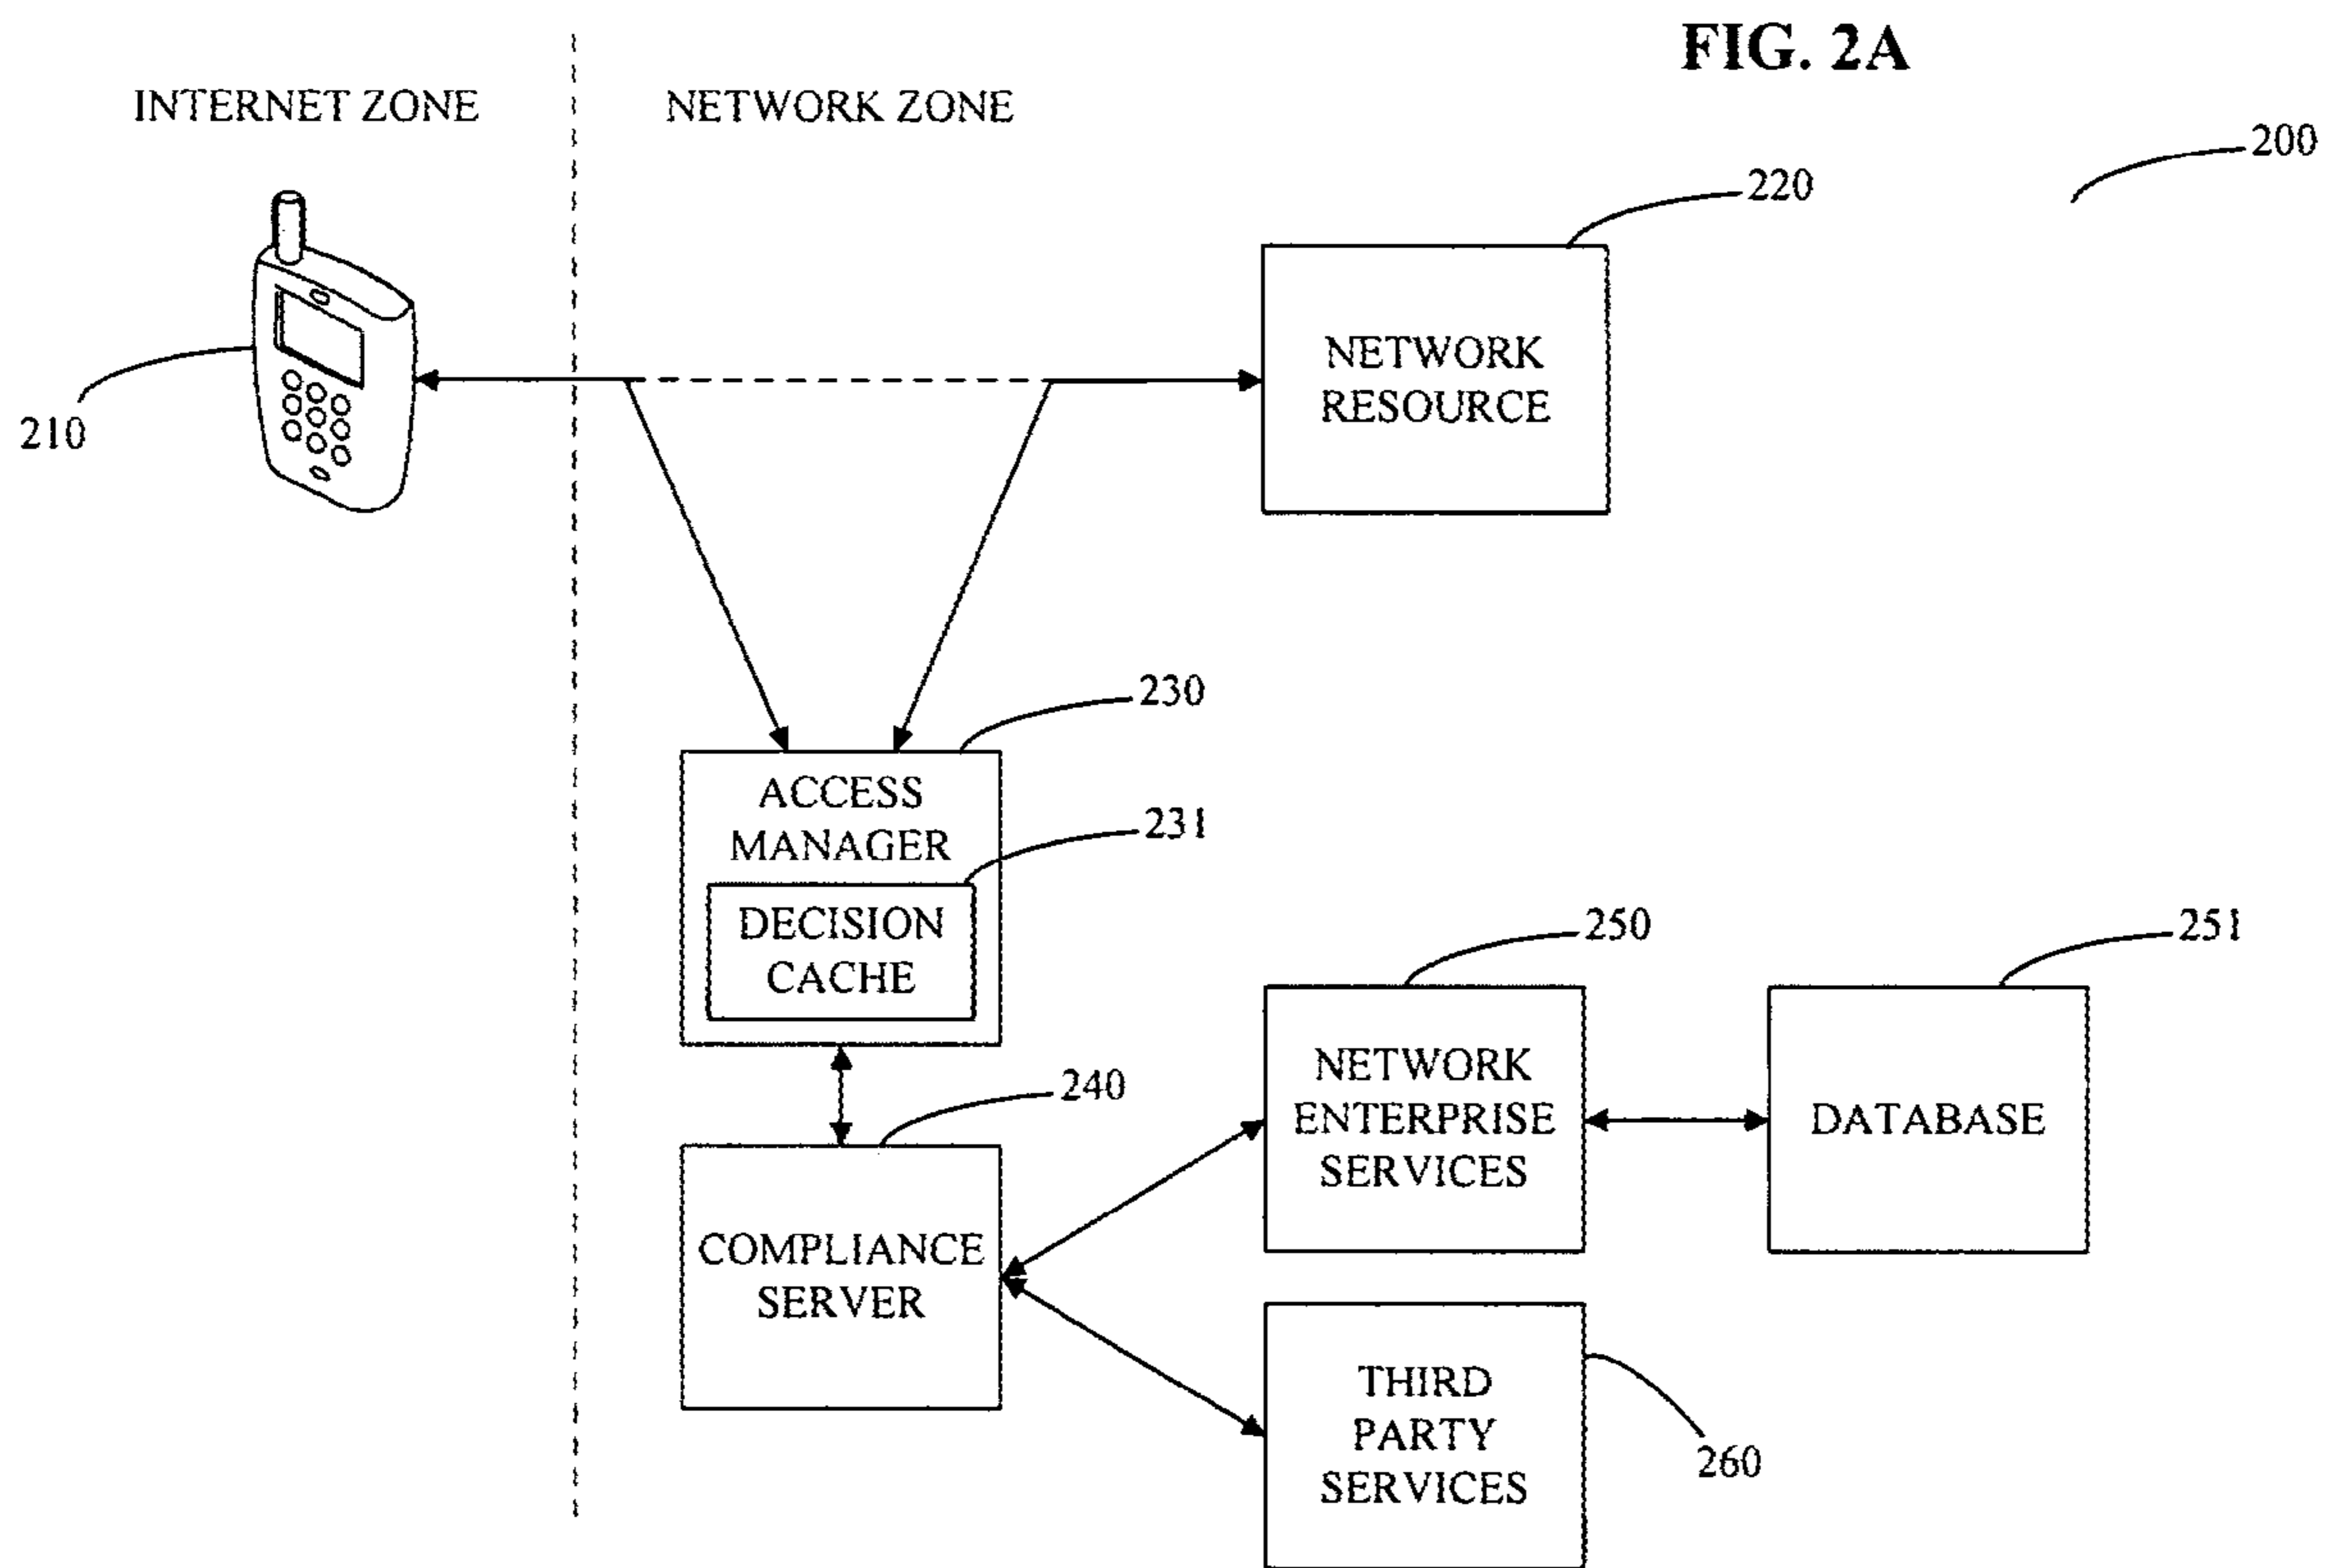 FIG. 2A
INTERNET ZONE
NETWORK ZONE
200
220
NETWORK
RESOURCE
210
230
ACCESS
MANAGER
231
DECISION
CACHE
250
251
NETWORK
ENTERPRISE
SERVICES
DATABASE
240
COMPLIANCE
SERVER
THIRD
PARTY
SERVICES
260